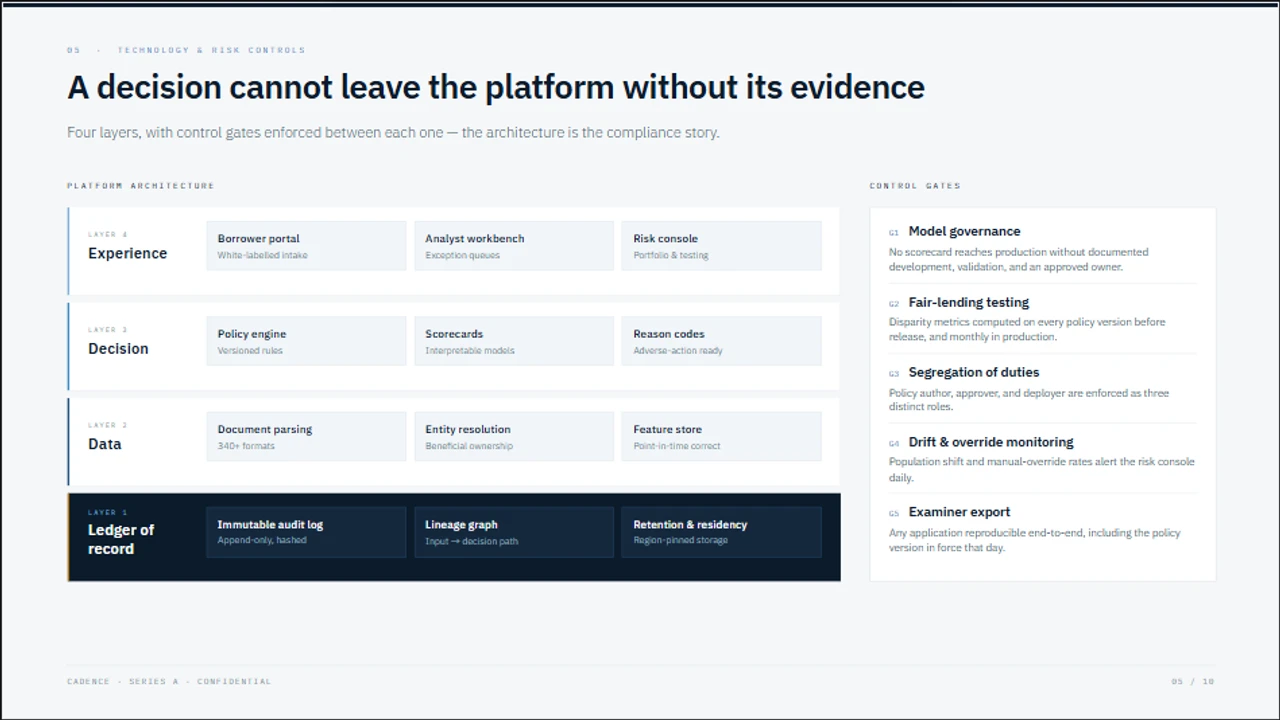 05 · TECHNOLOGY & RISK CONTROLS
A decision cannot leave the platform without its evidence
Four layers, with control gates enforced between each one — the architecture is the compliance story.
PLATFORM ARCHITECTURE
LAYER 4
Experience
Borrower portal
White-labelled intake
Analyst workbench
Exception queues
Risk console
Portfolio & testing
LAYER 3
Decision
Policy engine
Versioned rules
Scorecards
Interpretable models
Reason codes
Adverse-action ready
LAYER 2
Data
Document parsing
340+ formats
Entity resolution
Beneficial ownership
Feature store
Point-in-time correct
LAYER 1
Ledger of
record
Immutable audit log
Append-only, hashed
Lineage graph
Input → decision path
Retention & residency
Region-pinned storage
CONTROL GATES
G1 Model governance
No scorecard reaches production without documented
development, validation, and an approved owner.
G2 Fair-lending testing
Disparity metrics computed on every policy version before
release, and monthly in production.
G3 Segregation of duties
Policy author, approver, and deployer are enforced as three
distinct roles.
G4 Drift & override monitoring
Population shift and manual-override rates alert the risk console
daily.
G5 Examiner export
Any application reproducible end-to-end, including the policy
version in force that day.
CADENCE · SERIES A · CONFIDENTIAL
05 / 10